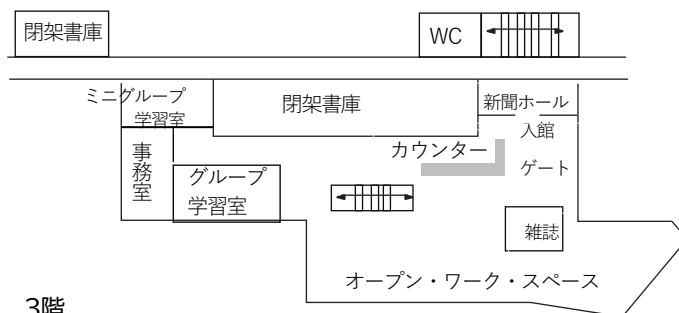 閉架書庫
WC
ミニグループ
学習室
閉架書庫
新聞ホール
入館
ゲート
カウンター
事務室
グループ
学習室
雑誌
オープン・ワーク・スペース
3階